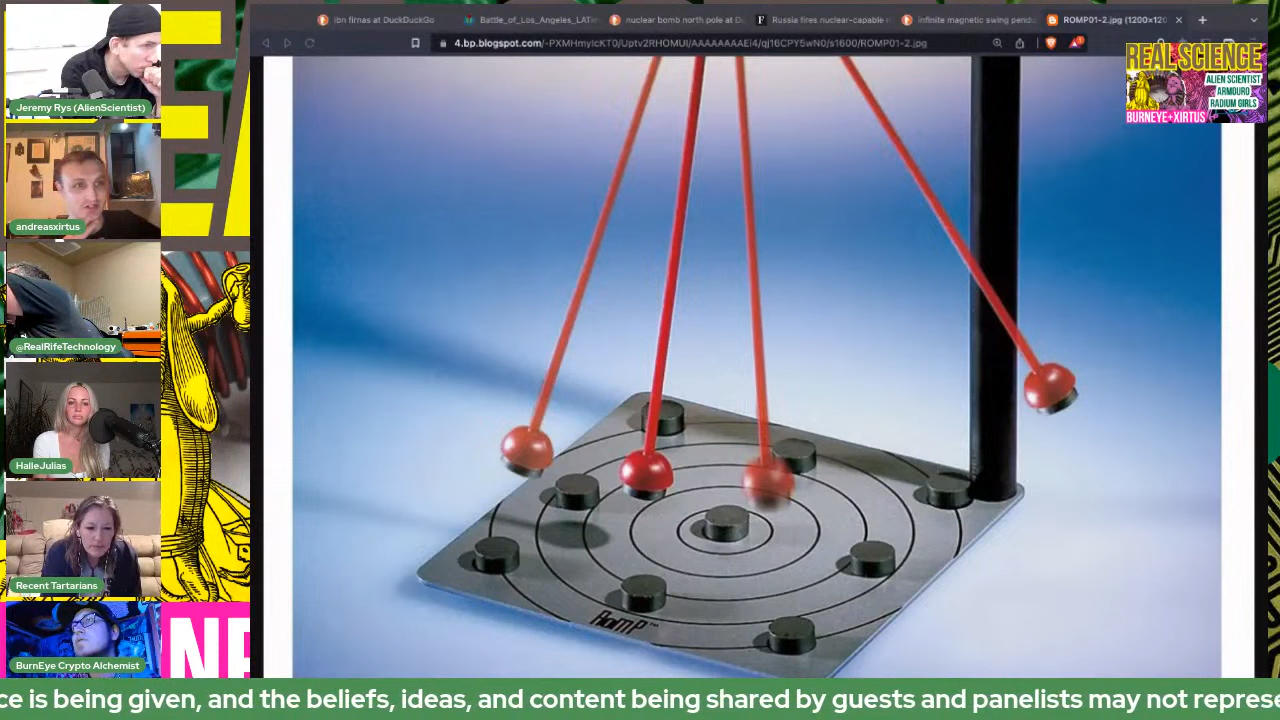 ibn firnas at DuckDuckGo
Battle_of_Los_Angeles_LATi
nuclear bomb north pole at D
Russia fires nuclear-capable
infinite magnetic swing pend
ROMP01-2.jpg (1200×120
4.bp.blogspot.com/-PXMHmyIcKT0/Uptv2RHOMUI/AAAAAAAAEi4/qj16CPY5wN0/s1600/ROMP01-2.jpg
REAL SCIENCE
ALIEN SCIENTIST
ARMOURO
RADIUM GIRLS
BURNEYE+XIRTUS
Jeremy Rys (AlienScientist)
andreasxirtus
@RealRifeTechnology
HalleJulias
Recent Tartarians
BurnEye Crypto Alchemist
RoMP™
ce is being given, and the beliefs, ideas, and content being shared by guests and panelists may not represe